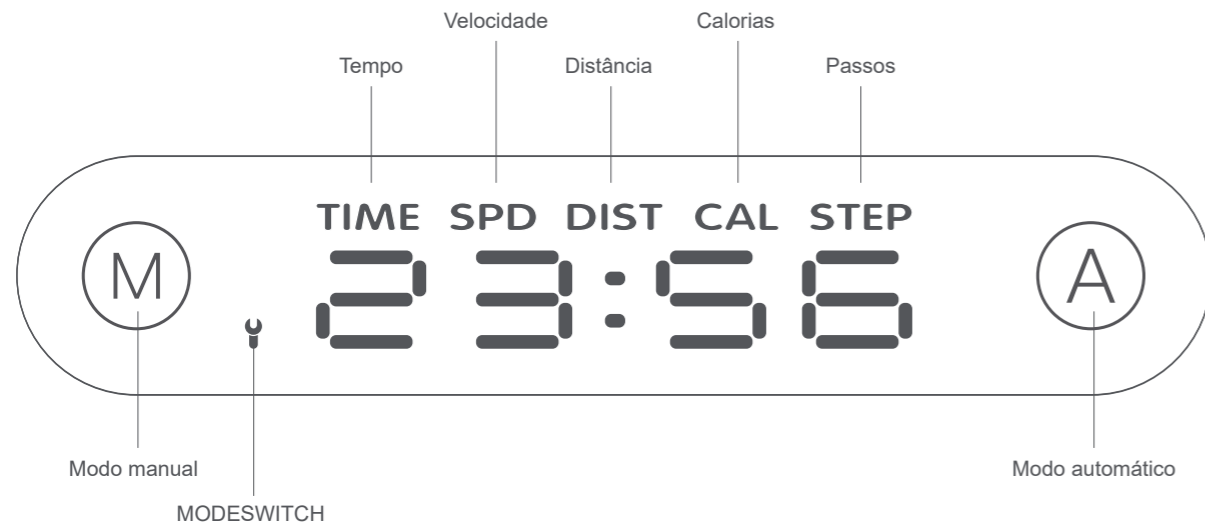 Velocidade Calorias
Tempo Distância Passos
TIME SPD DIST CAL STEP
M 23:56 A
Modo manual Modo automático
MODESWITCH